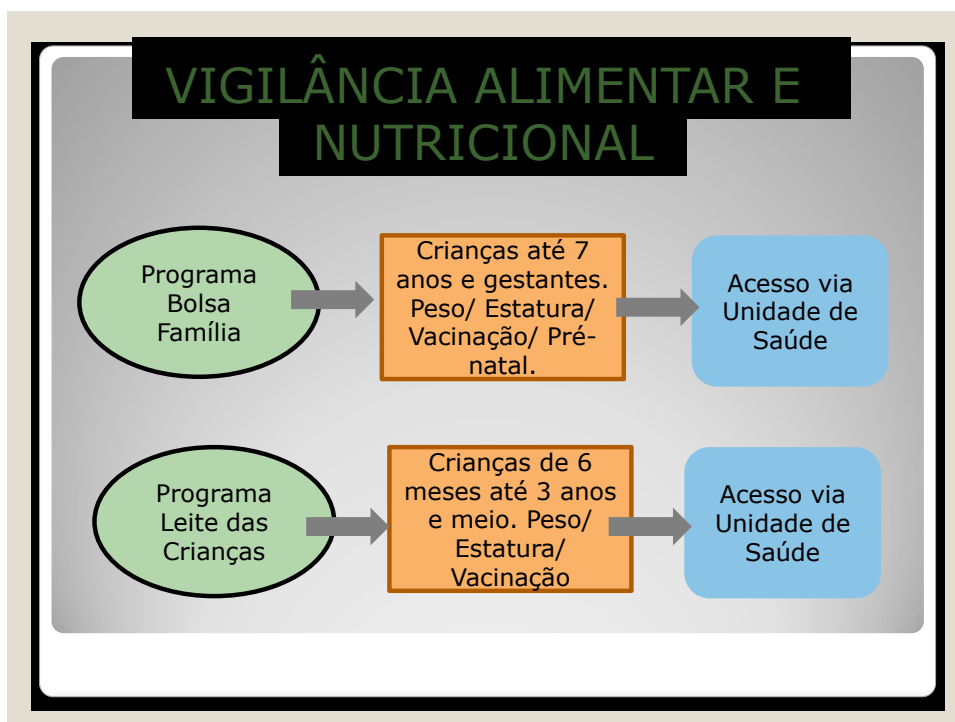 VIGILÂNCIA ALIMENTAR E
NUTRICIONAL
Programa
Bolsa
Família
Crianças até 7
anos e gestantes.
Peso/ Estatura/
Vacinação/ Pré-
natal.
Acesso via
Unidade de
Saúde
Programa
Leite das
Crianças
Crianças de 6
meses até 3 anos
e meio. Peso/
Estatura/
Vacinação
Acesso via
Unidade de
Saúde